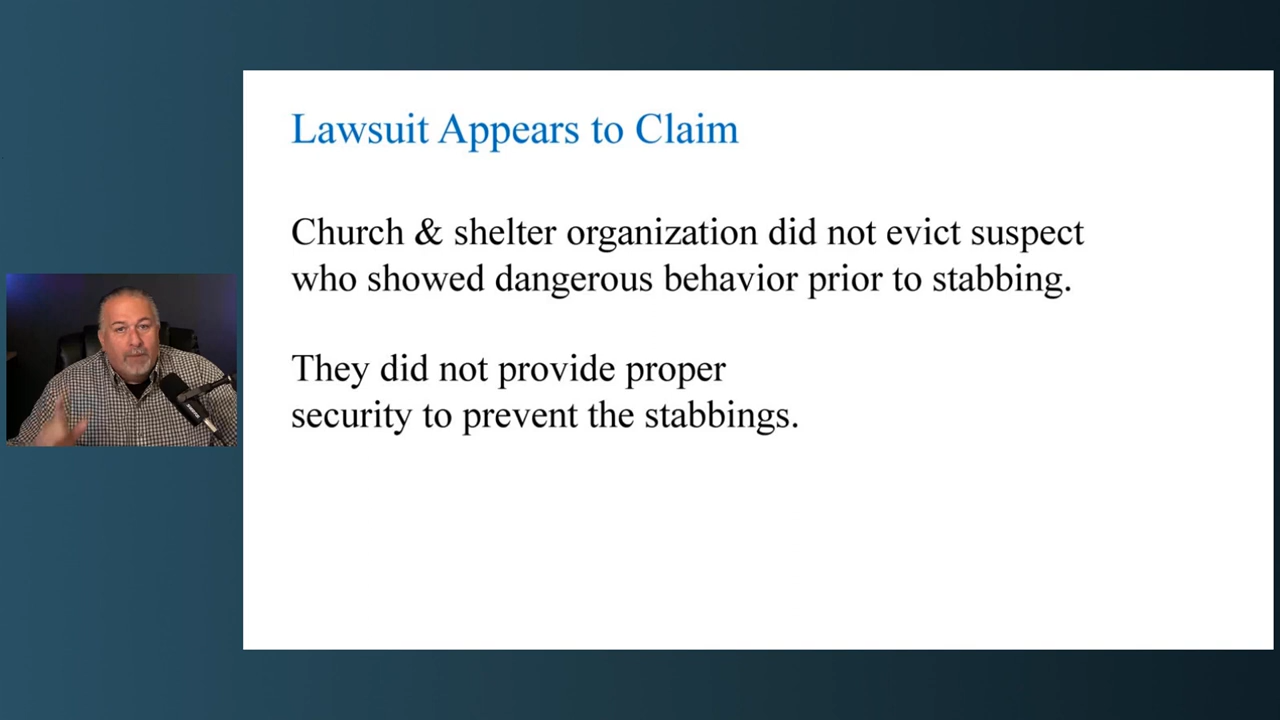 Lawsuit Appears to Claim
Church & shelter organization did not evict suspect
who showed dangerous behavior prior to stabbing.
They did not provide proper
security to prevent the stabbings.